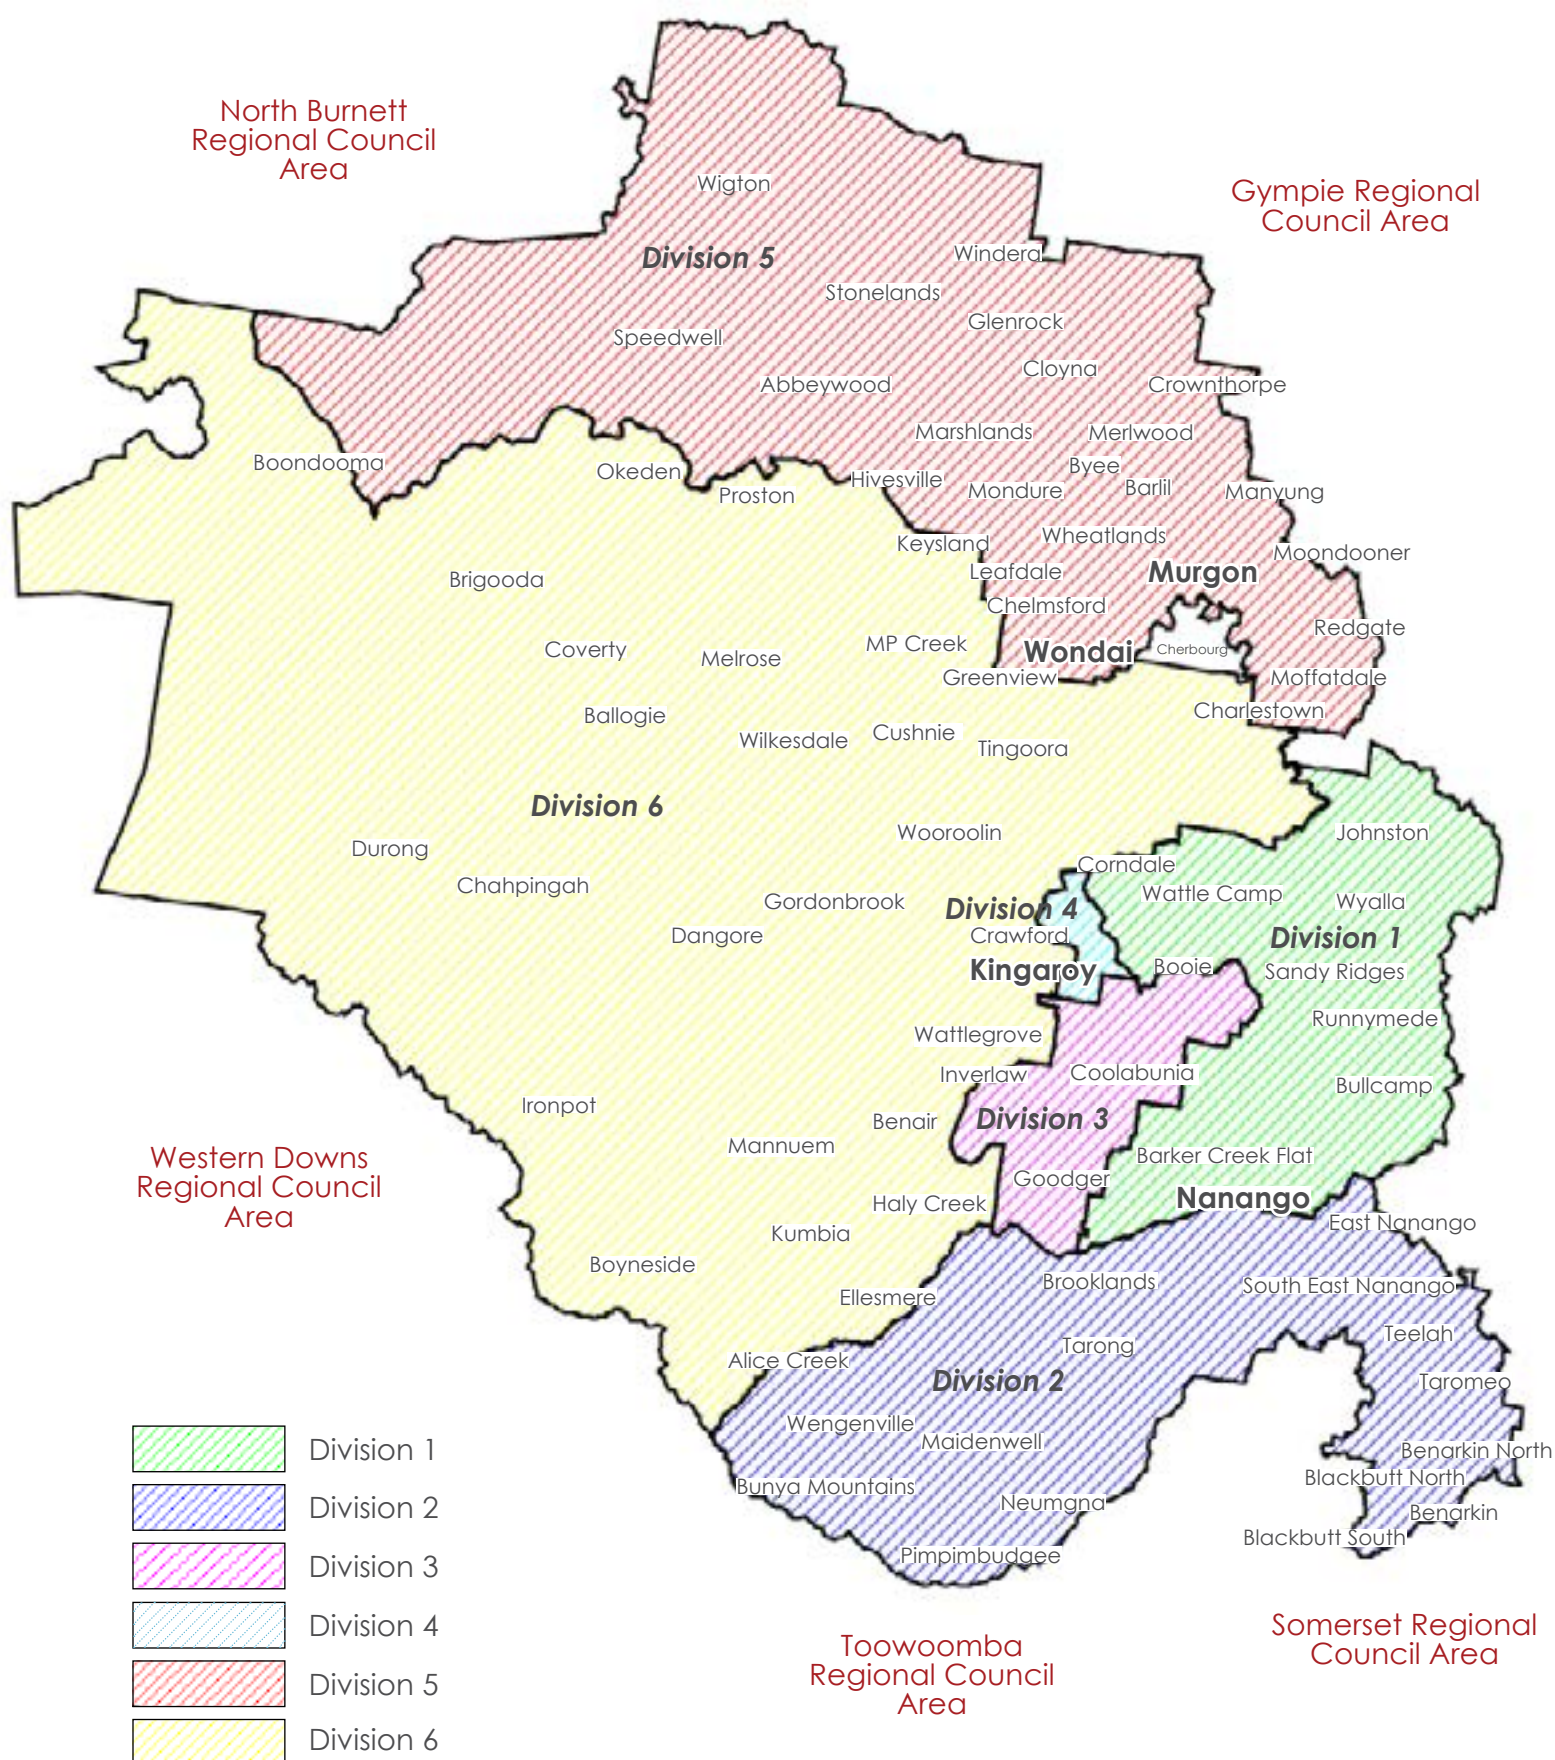 North Burnett
Regional Council
Area
Gympie Regional
Council Area
Wigton
Division 5
Windera
Stonelands
Glenrock
Speedwell
Cloyna
Abbeywood
Crownthorpe
Marshlands
Merlwood
Boondooma
Okeden
Byee
Hivesville
Barlil
Proston
Mondure
Manyung
Keysland
Wheatlands
Moondooner
Brigooda
Leafdale
Murgon
Chelmsford
Redgate
Coverty
Melrose
MP Creek
Wondai
Cherbourg
Greenview
Moffatdale
Ballogie
Charlestown
Wilkesdale
Cushnie
Tingoora
Division 6
Durong
Wooroolin
Johnston
Corndale
Chahpingah
Wattle Camp
Gordonbrook
Division 4
Wyalla
Dangore
Crawford
Division 1
Kingaroy
Booie
Sandy Ridges
Wattlegrove
Runnymede
Inverlaw
Coolabunia
Bullcamp
Ironpot
Benair
Division 3
Mannuem
Barker Creek Flat
Western Downs
Regional Council
Area
Goodger
Haly Creek
Nanango
Kumbia
East Nanango
Boyneside
Brooklands
South East Nanango
Ellesmere
Teelah
Alice Creek
Tarong
Division 2
Taromeo
Wengenville
Maidenwell
Benarkin North
Blackbutt North
Bunya Mountains
Neumgna
Benarkin
Blackbutt South
Pimpimbudgee
Division 1
Division 2
Division 3
Division 4
Division 5
Division 6
Toowoomba
Regional Council
Area
Somerset Regional
Council Area